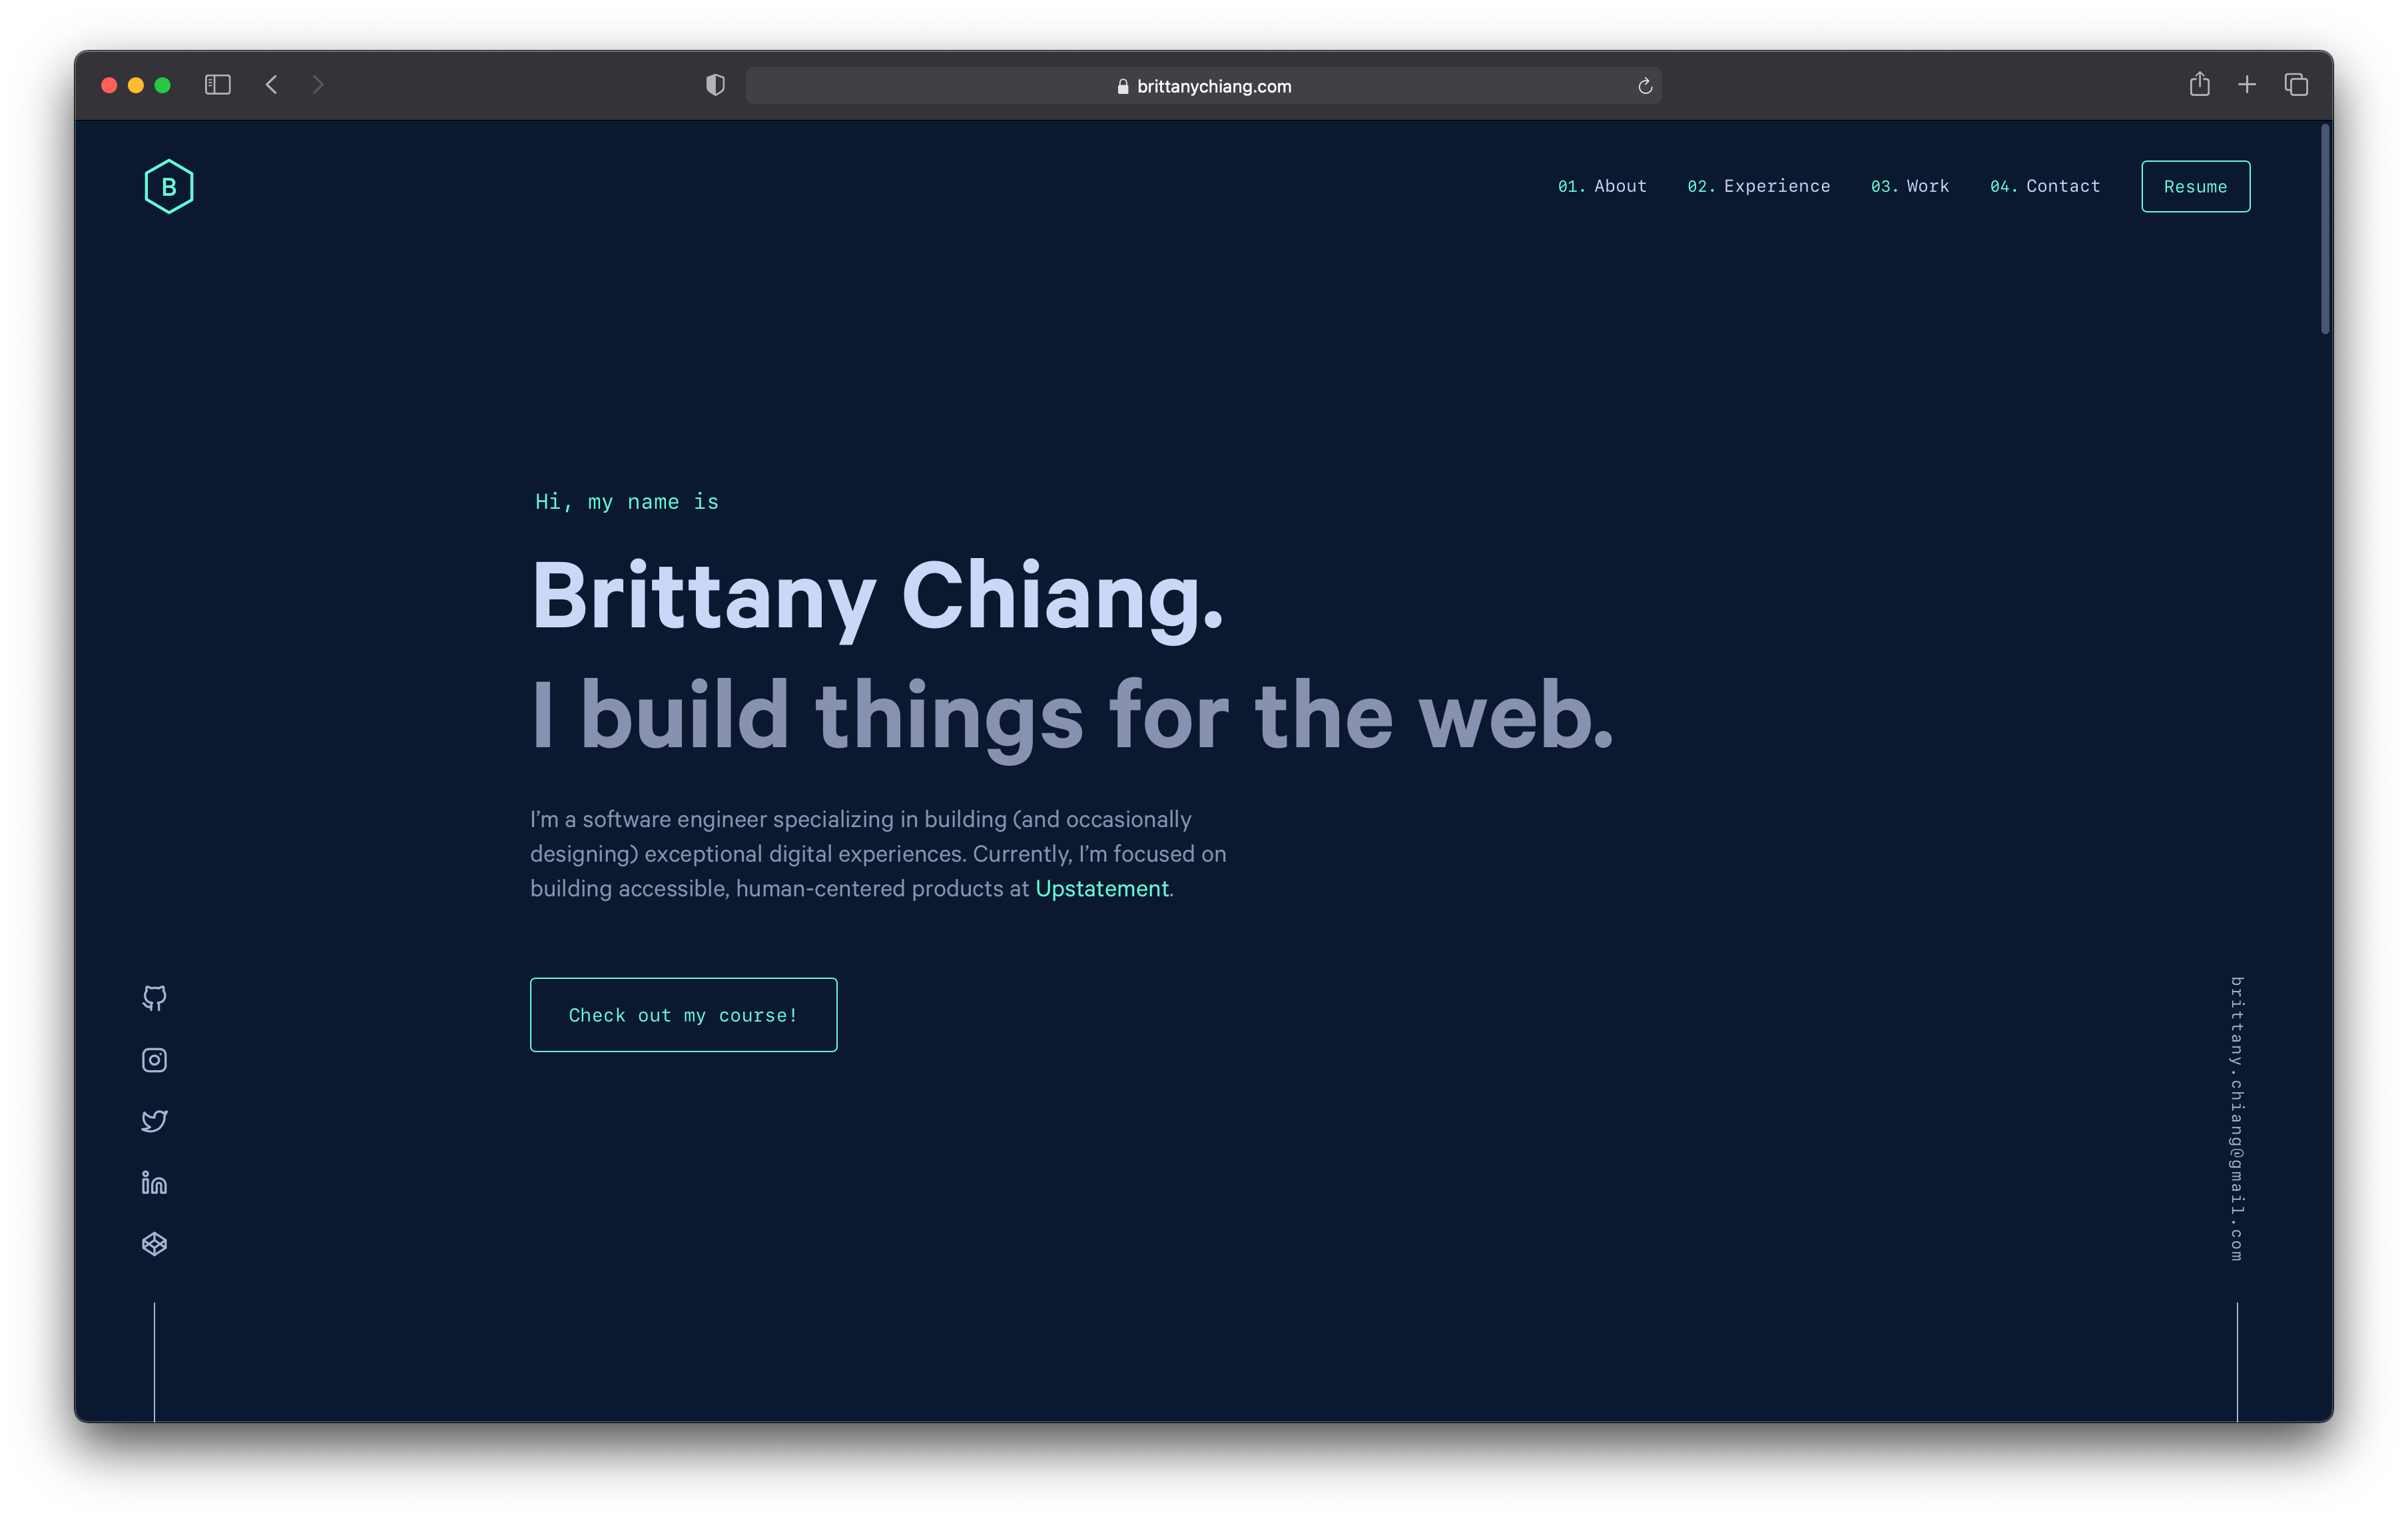 brittanychiang.com
B
01. About 02. Experience 03. Work 04. Contact Resume
Hi, my name is
Brittany Chiang.
I build things for the web.
I’m a software engineer specializing in building (and occasionally
designing) exceptional digital experiences. Currently, I’m focused on
building accessible, human-centered products at Upstatement.
Check out my course!
brittany.chiang@gmail.com